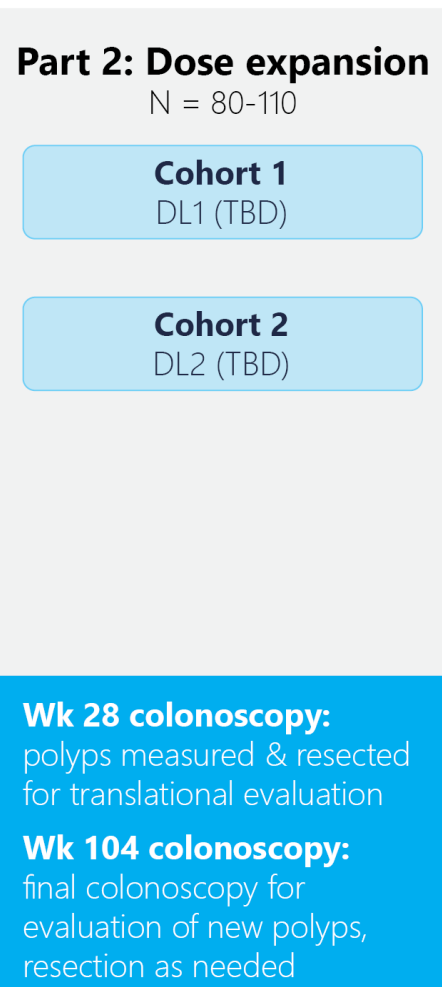 Part 2: Dose expansion
N = 80-110
Cohort 1
DL1 (TBD)
Cohort 2
DL2 (TBD)
Wk 28 colonoscopy:
polyps measured & resected
for translational evaluation
Wk 104 colonoscopy:
final colonoscopy for
evaluation of new polyps,
resection as needed